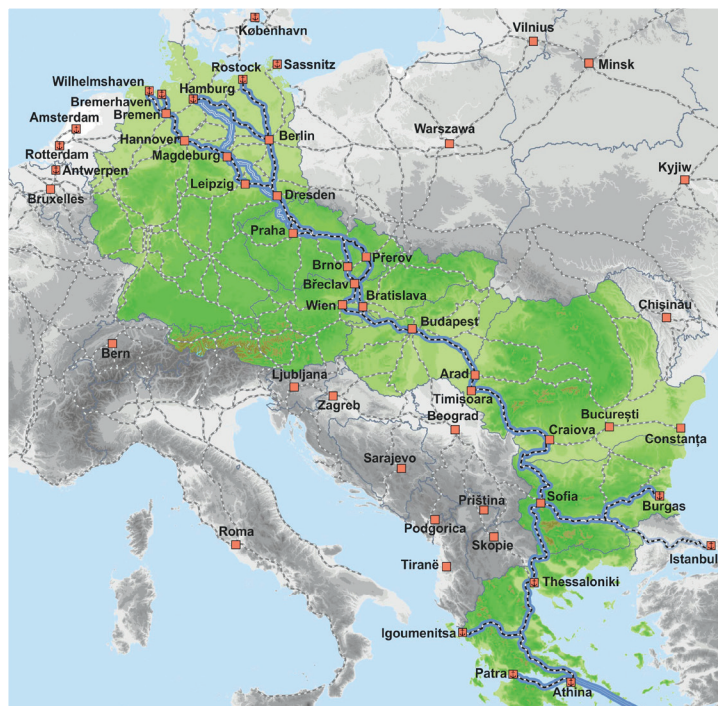 København
Vilnius
Rostock
Sassnitz
Minsk
Wilhelmshaven
Hamburg
Bremerhaven
Amsterdam
Bremen
Berlin
Warszawa
Hannover
Rotterdam
Magdeburg
Antwerpen
Kyjiw
Leipzig
Bruxelles
Dresden
Praha
Přerov
Brno
Břeclav
Wien
Bratislava
Chişinău
Budapest
Bern
Arad
Ljubljana
Timişoara
Zagreb
Beograd
Bucureşti
Craiova
Constanţa
Sarajevo
Sofia
Priština
Burgas
Podgorica
Roma
Skopie
Istanbul
Tiranë
Thessaloniki
Igoumenitsa
Patra
Athina